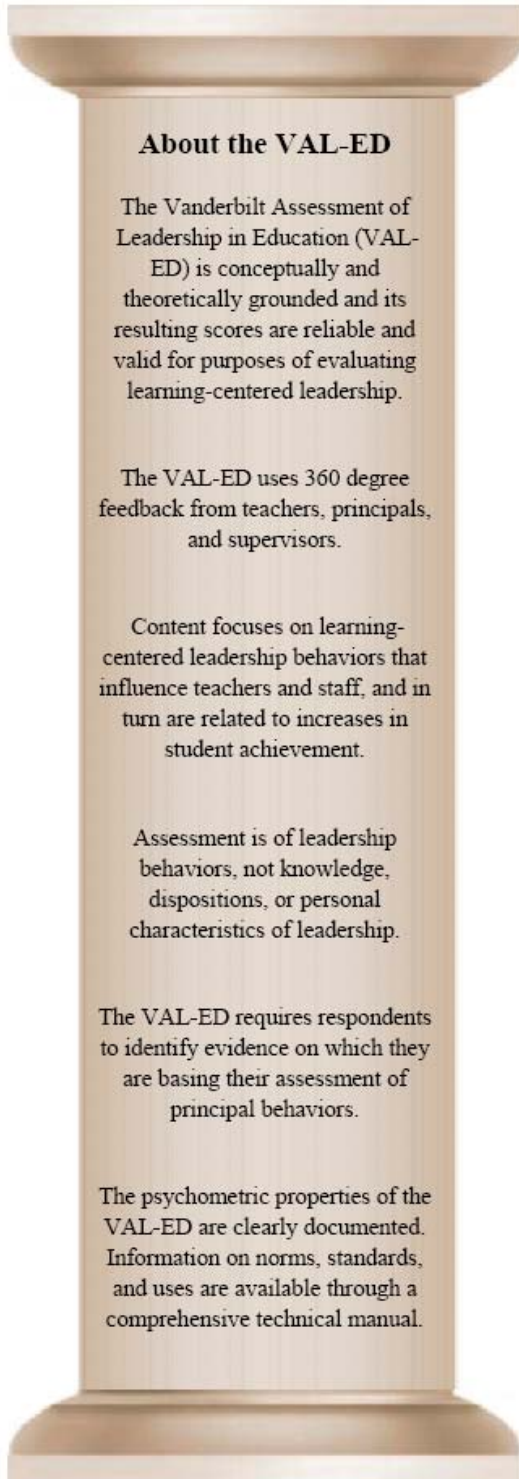 About the VAL-ED
The Vanderbilt Assessment of
Leadership in Education (VAL-
ED) is conceptually and
theoretically grounded and its
resulting scores are reliable and
valid for purposes of evaluating
learning-centered leadership.
The VAL-ED uses 360 degree
feedback from teachers, principals,
and supervisors.
Content focuses on learning-
centered leadership behaviors that
influence teachers and staff, and in
turn are related to increases in
student achievement.
Assessment is of leadership
behaviors, not knowledge,
dispositions, or personal
characteristics of leadership.
The VAL-ED requires respondents
to identify evidence on which they
are basing their assessment of
principal behaviors.
The psychometric properties of the
VAL-ED are clearly documented.
Information on norms, standards,
and uses are available through a
comprehensive technical manual.